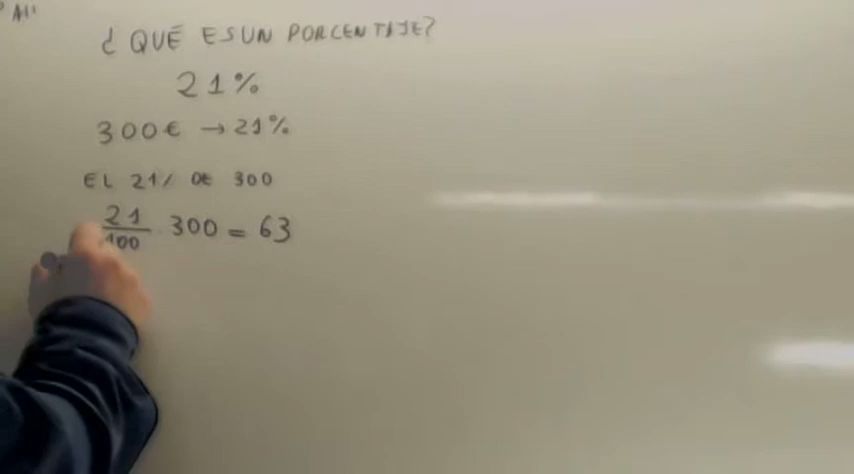 ¿ QUÉ ES UN PORCENTAJE?
21%
300€ → 21%
EL 21% DE 300
21/100 · 300 = 63